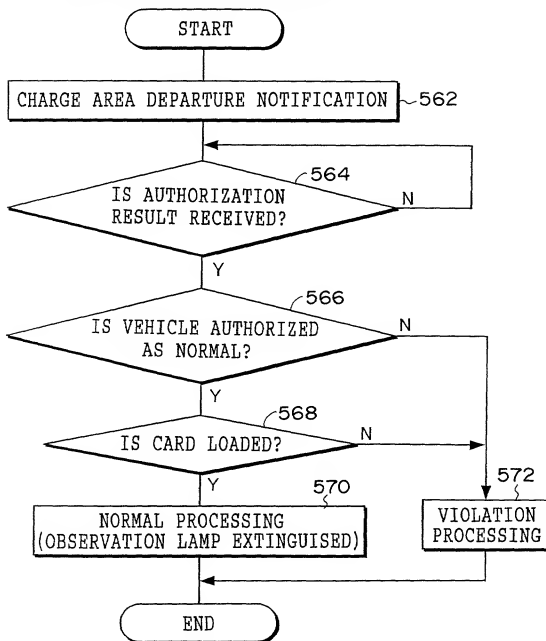 START
CHARGE AREA DEPARTURE NOTIFICATION
562
564
IS AUTHORIZATION
RESULT RECEIVED?
N
Y
566
IS VEHICLE AUTHORIZED
AS NORMAL?
N
Y
568
IS CARD LOADED?
N
Y
570
NORMAL PROCESSING
(OBSERVATION LAMP EXTINGUISED)
572
VIOLATION
PROCESSING
END